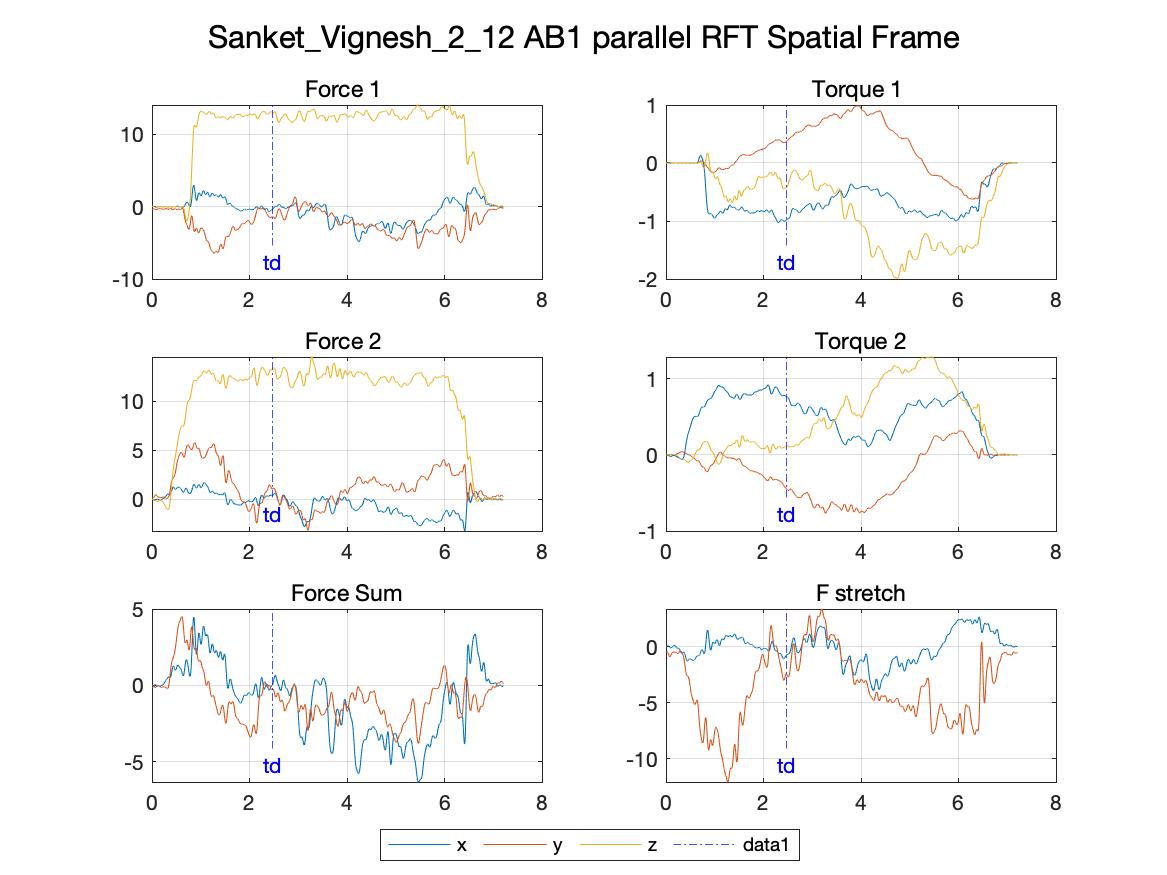 Sanket_Vignesh_2_12 AB1 parallel RFT Spatial Frame
Force 1
10
0
-10
td
0 2 4 6 8
Torque 1
1
0
-1
-2
td
0 2 4 6 8
Force 2
10
5
0
td
0 2 4 6 8
Torque 2
1
0
-1
td
0 2 4 6 8
Force Sum
5
0
-5
td
0 2 4 6 8
F stretch
0
-5
-10
td
0 2 4 6 8
x y z data1